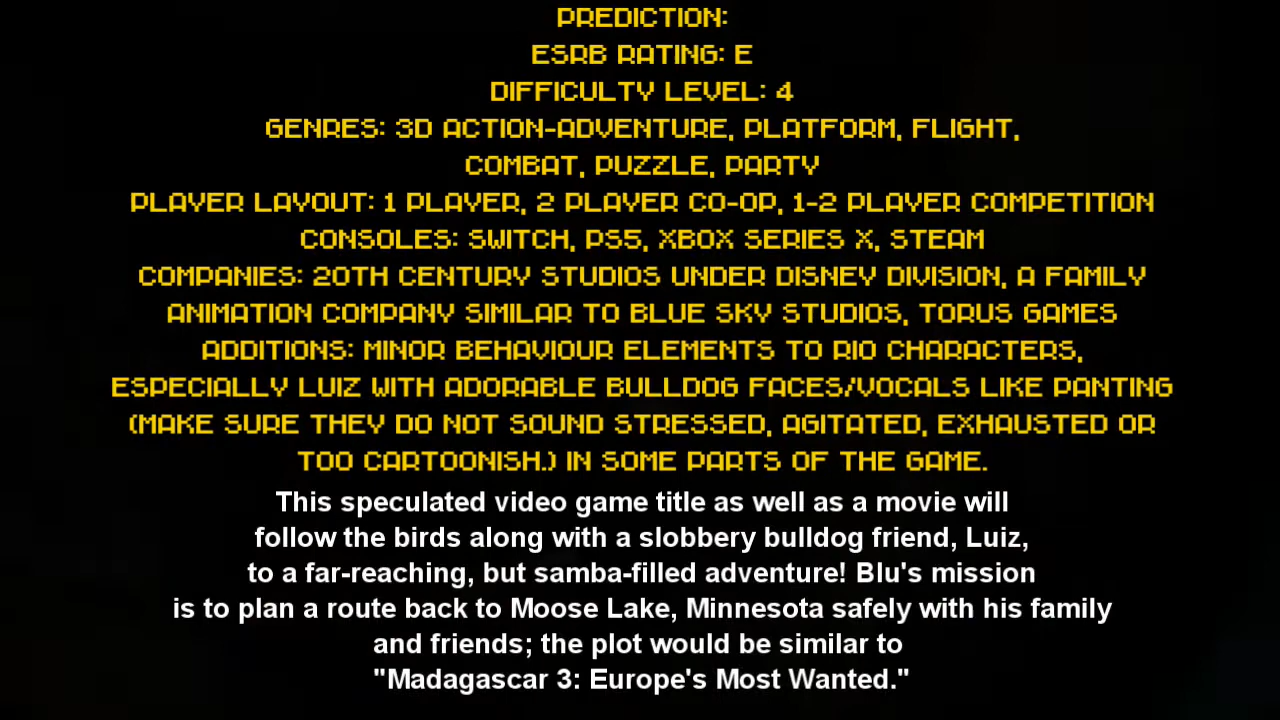 PREDICTION:
ESRB RATING: E
DIFFICULTY LEVEL: 4
GENRES: 3D ACTION-ADVENTURE, PLATFORM, FLIGHT,
COMBAT, PUZZLE, PARTY
PLAYER LAYOUT: 1 PLAYER, 2 PLAYER CO-OP, 1-2 PLAYER COMPETITION
CONSOLES: SWITCH, PS5, XBOX SERIES X, STEAM
COMPANIES: 20TH CENTURY STUDIOS UNDER DISNEY DIVISION, A FAMILY
ANIMATION COMPANY SIMILAR TO BLUE SKY STUDIOS, TORUS GAMES
ADDITIONS: MINOR BEHAVIOUR ELEMENTS TO RIO CHARACTERS,
ESPECIALLY LUIZ WITH ADORABLE BULLDOG FACES/VOCALS LIKE PANTING
(MAKE SURE THEY DO NOT SOUND STRESSED, AGITATED, EXHAUSTED OR
TOO CARTOONISH.) IN SOME PARTS OF THE GAME.
This speculated video game title as well as a movie will
follow the birds along with a slobbery bulldog friend, Luiz,
to a far-reaching, but samba-filled adventure! Blu's mission
is to plan a route back to Moose Lake, Minnesota safely with his family
and friends; the plot would be similar to
"Madagascar 3: Europe's Most Wanted."